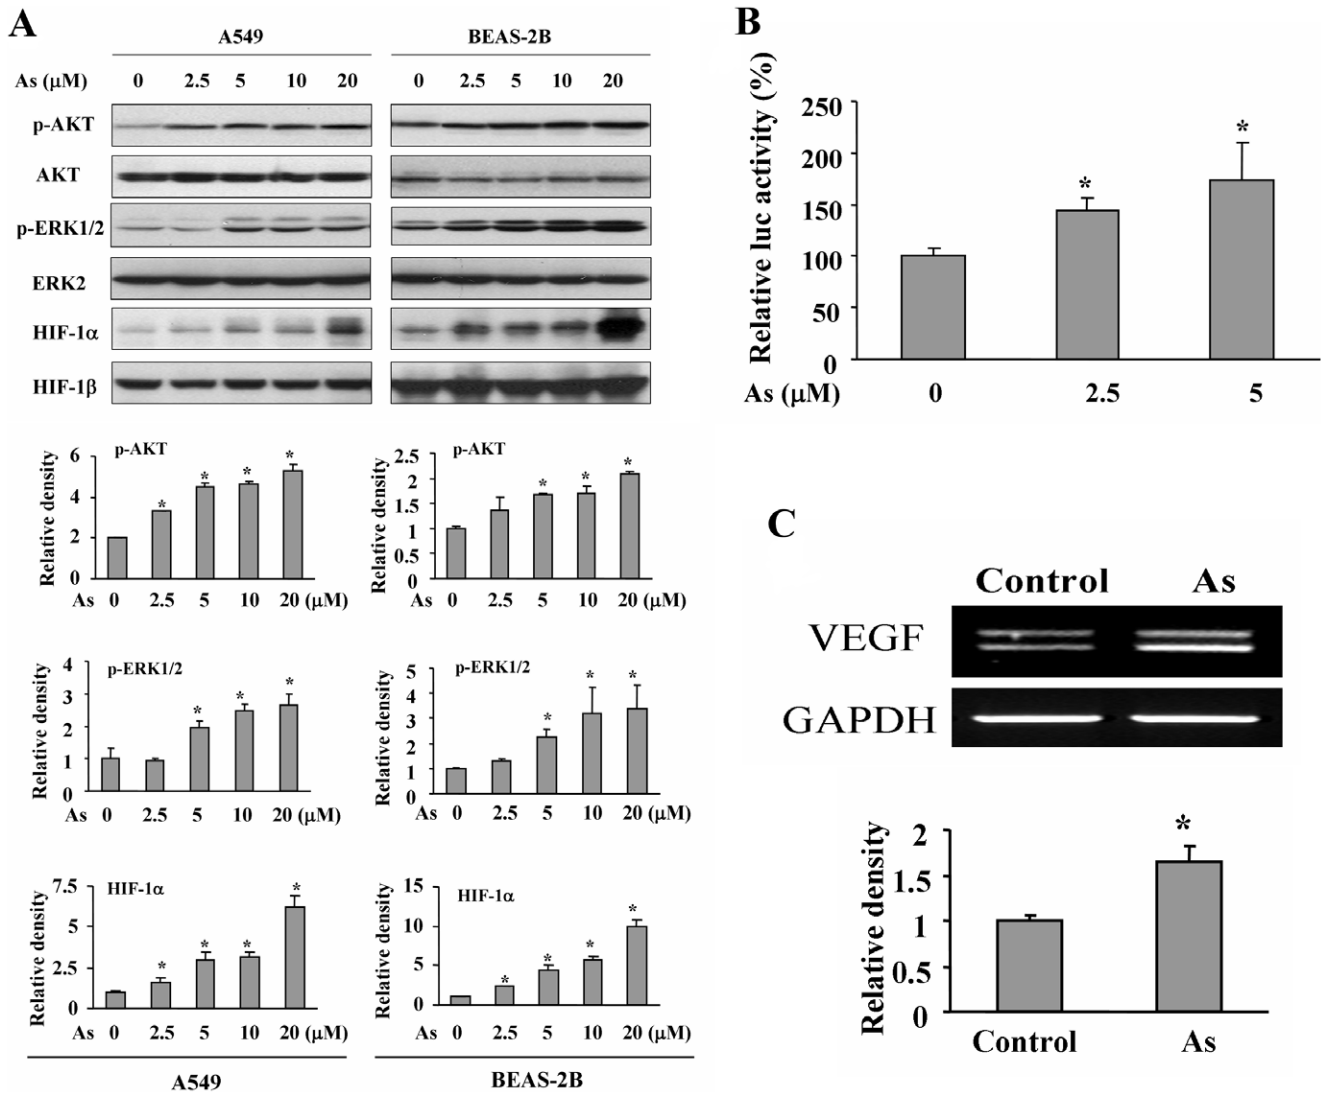 A
A549
BEAS-2B
As (μM) 0 2.5 5 10 20 0 2.5 5 10 20
p-AKT
AKT
p-ERK1/2
ERK2
HIF-1α
HIF-1β
p-AKT
Relative density
6
4
2
0
* * * *
As 0 2.5 5 10 20 (μM)
p-AKT
Relative density
2.5
2
1.5
1
0.5
0
* * *
As 0 2.5 5 10 20 (μM)
p-ERK1/2
Relative density
4
3
2
1
0
* * *
As 0 2.5 5 10 20 (μM)
p-ERK1/2
Relative density
5
4
3
2
1
0
* * *
As 0 2.5 5 10 20 (μM)
HIF-1α
Relative density
7.5
5
2.5
0
* * * *
As 0 2.5 5 10 20 (μM)
HIF-1α
Relative density
15
10
5
0
* * * *
As 0 2.5 5 10 20 (μM)
A549
BEAS-2B
B
Relative luc activity (%)
250
200
150
100
50
0
* *
As (μM) 0 2.5 5
C
Control As
VEGF
GAPDH
Relative density
2
1.5
1
0.5
0
*
Control As